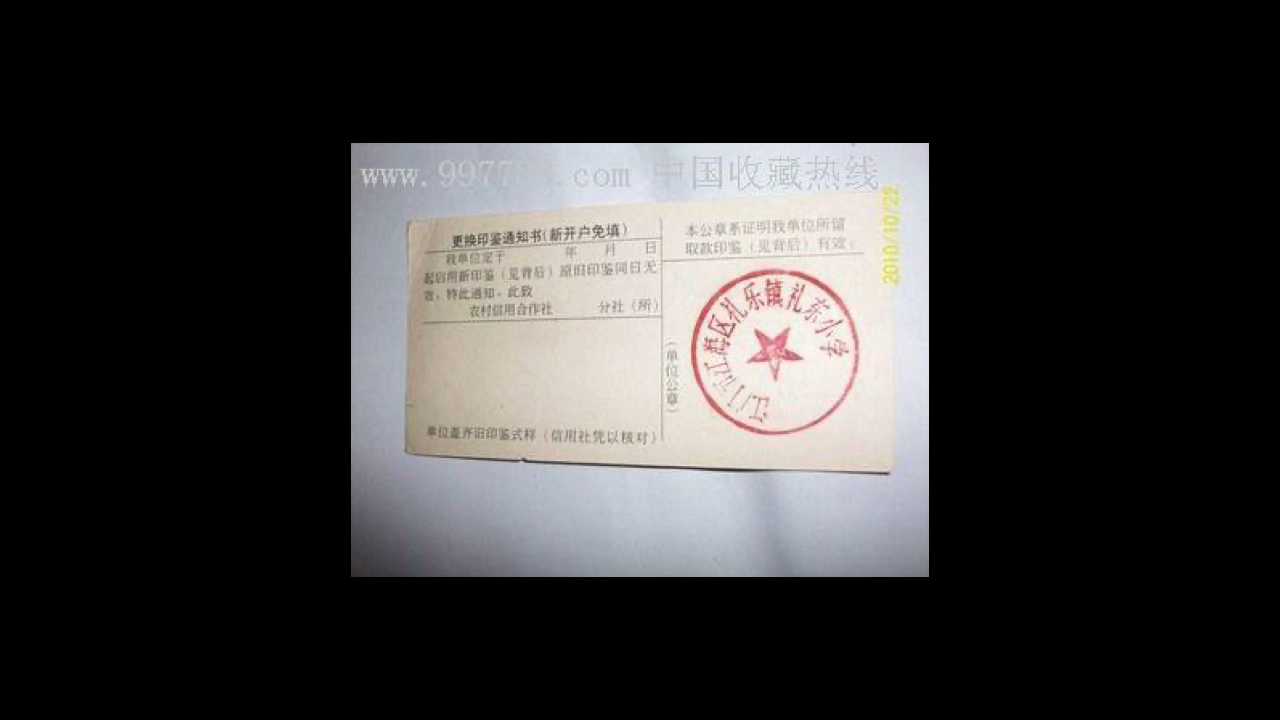 中国收藏热线
2010/10/22
更换印鉴通知书(新开户免填)
我单位定于 年 月 日
起启用新印鉴(见背后)原旧印鉴同日无
效,特此通知。此致
农村信用合作社 分社(所)
单位盖齐旧印鉴式样(信用社凭以核对)
本公章系证明我单位所留
取款印鉴(见背后)有效。
(单位公章)
江门市江海区礼乐镇礼东小学